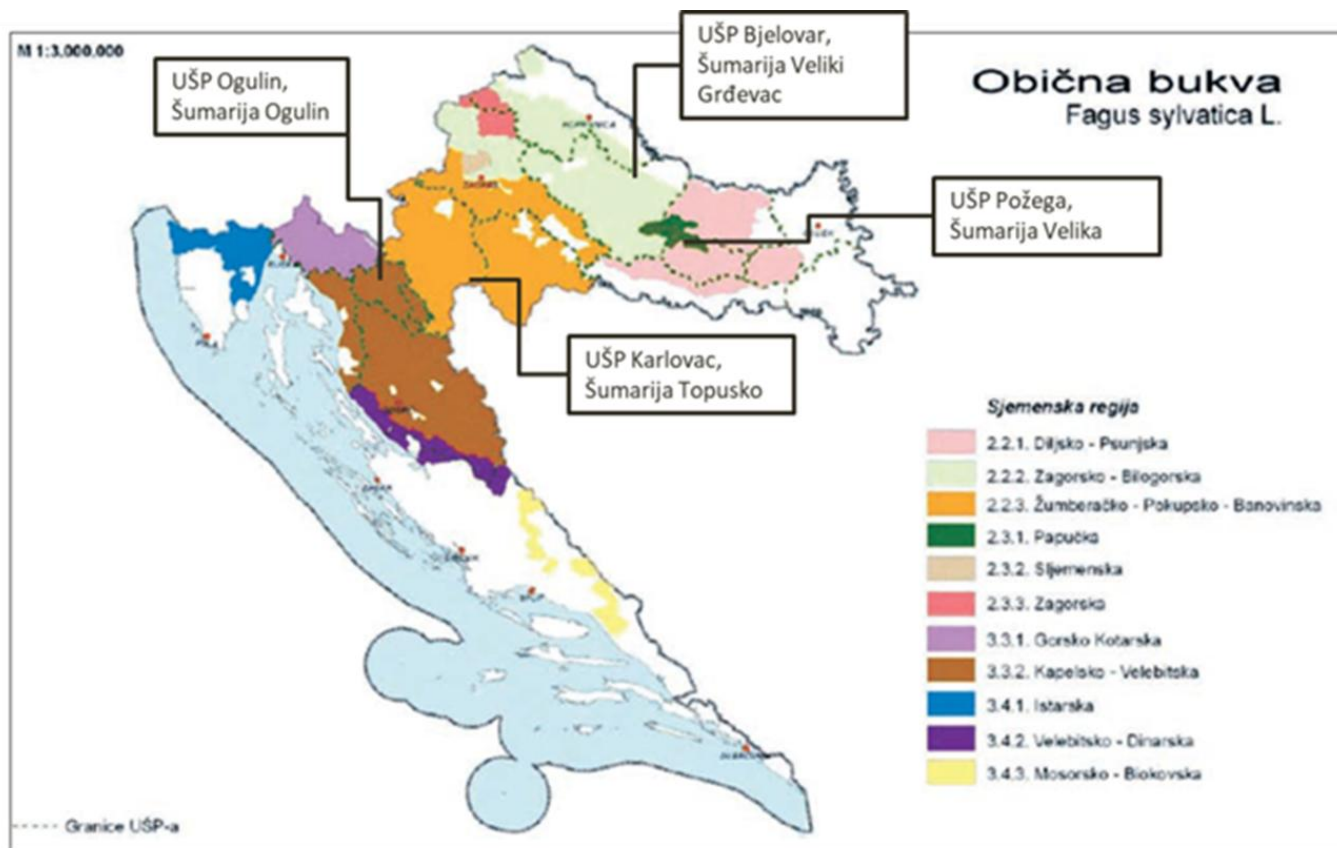 M 1:3.000.000
UŠP Bjelovar,
Šumarija Veliki
Grđevac
UŠP Ogulin,
Šumarija Ogulin
Obična bukva
Fagus sylvatica L.
UŠP Požega,
Šumarija Velika
UŠP Karlovac,
Šumarija Topusko
Sjemenska regija
2.2.1. Diljsko - Psunjska
2.2.2. Zagorsko - Bilogorska
2.2.3. Žumberačko - Pokupsko - Banovinska
2.3.1. Papučka
2.3.2. Sljemenska
2.3.3. Zagorska
3.3.1. Gorsko Kotarska
3.3.2. Kapelsko - Velebitska
3.4.1. Istarska
3.4.2. Velebitsko - Dinarska
3.4.3. Mosorsko - Biokovska
Granice UŠP-a